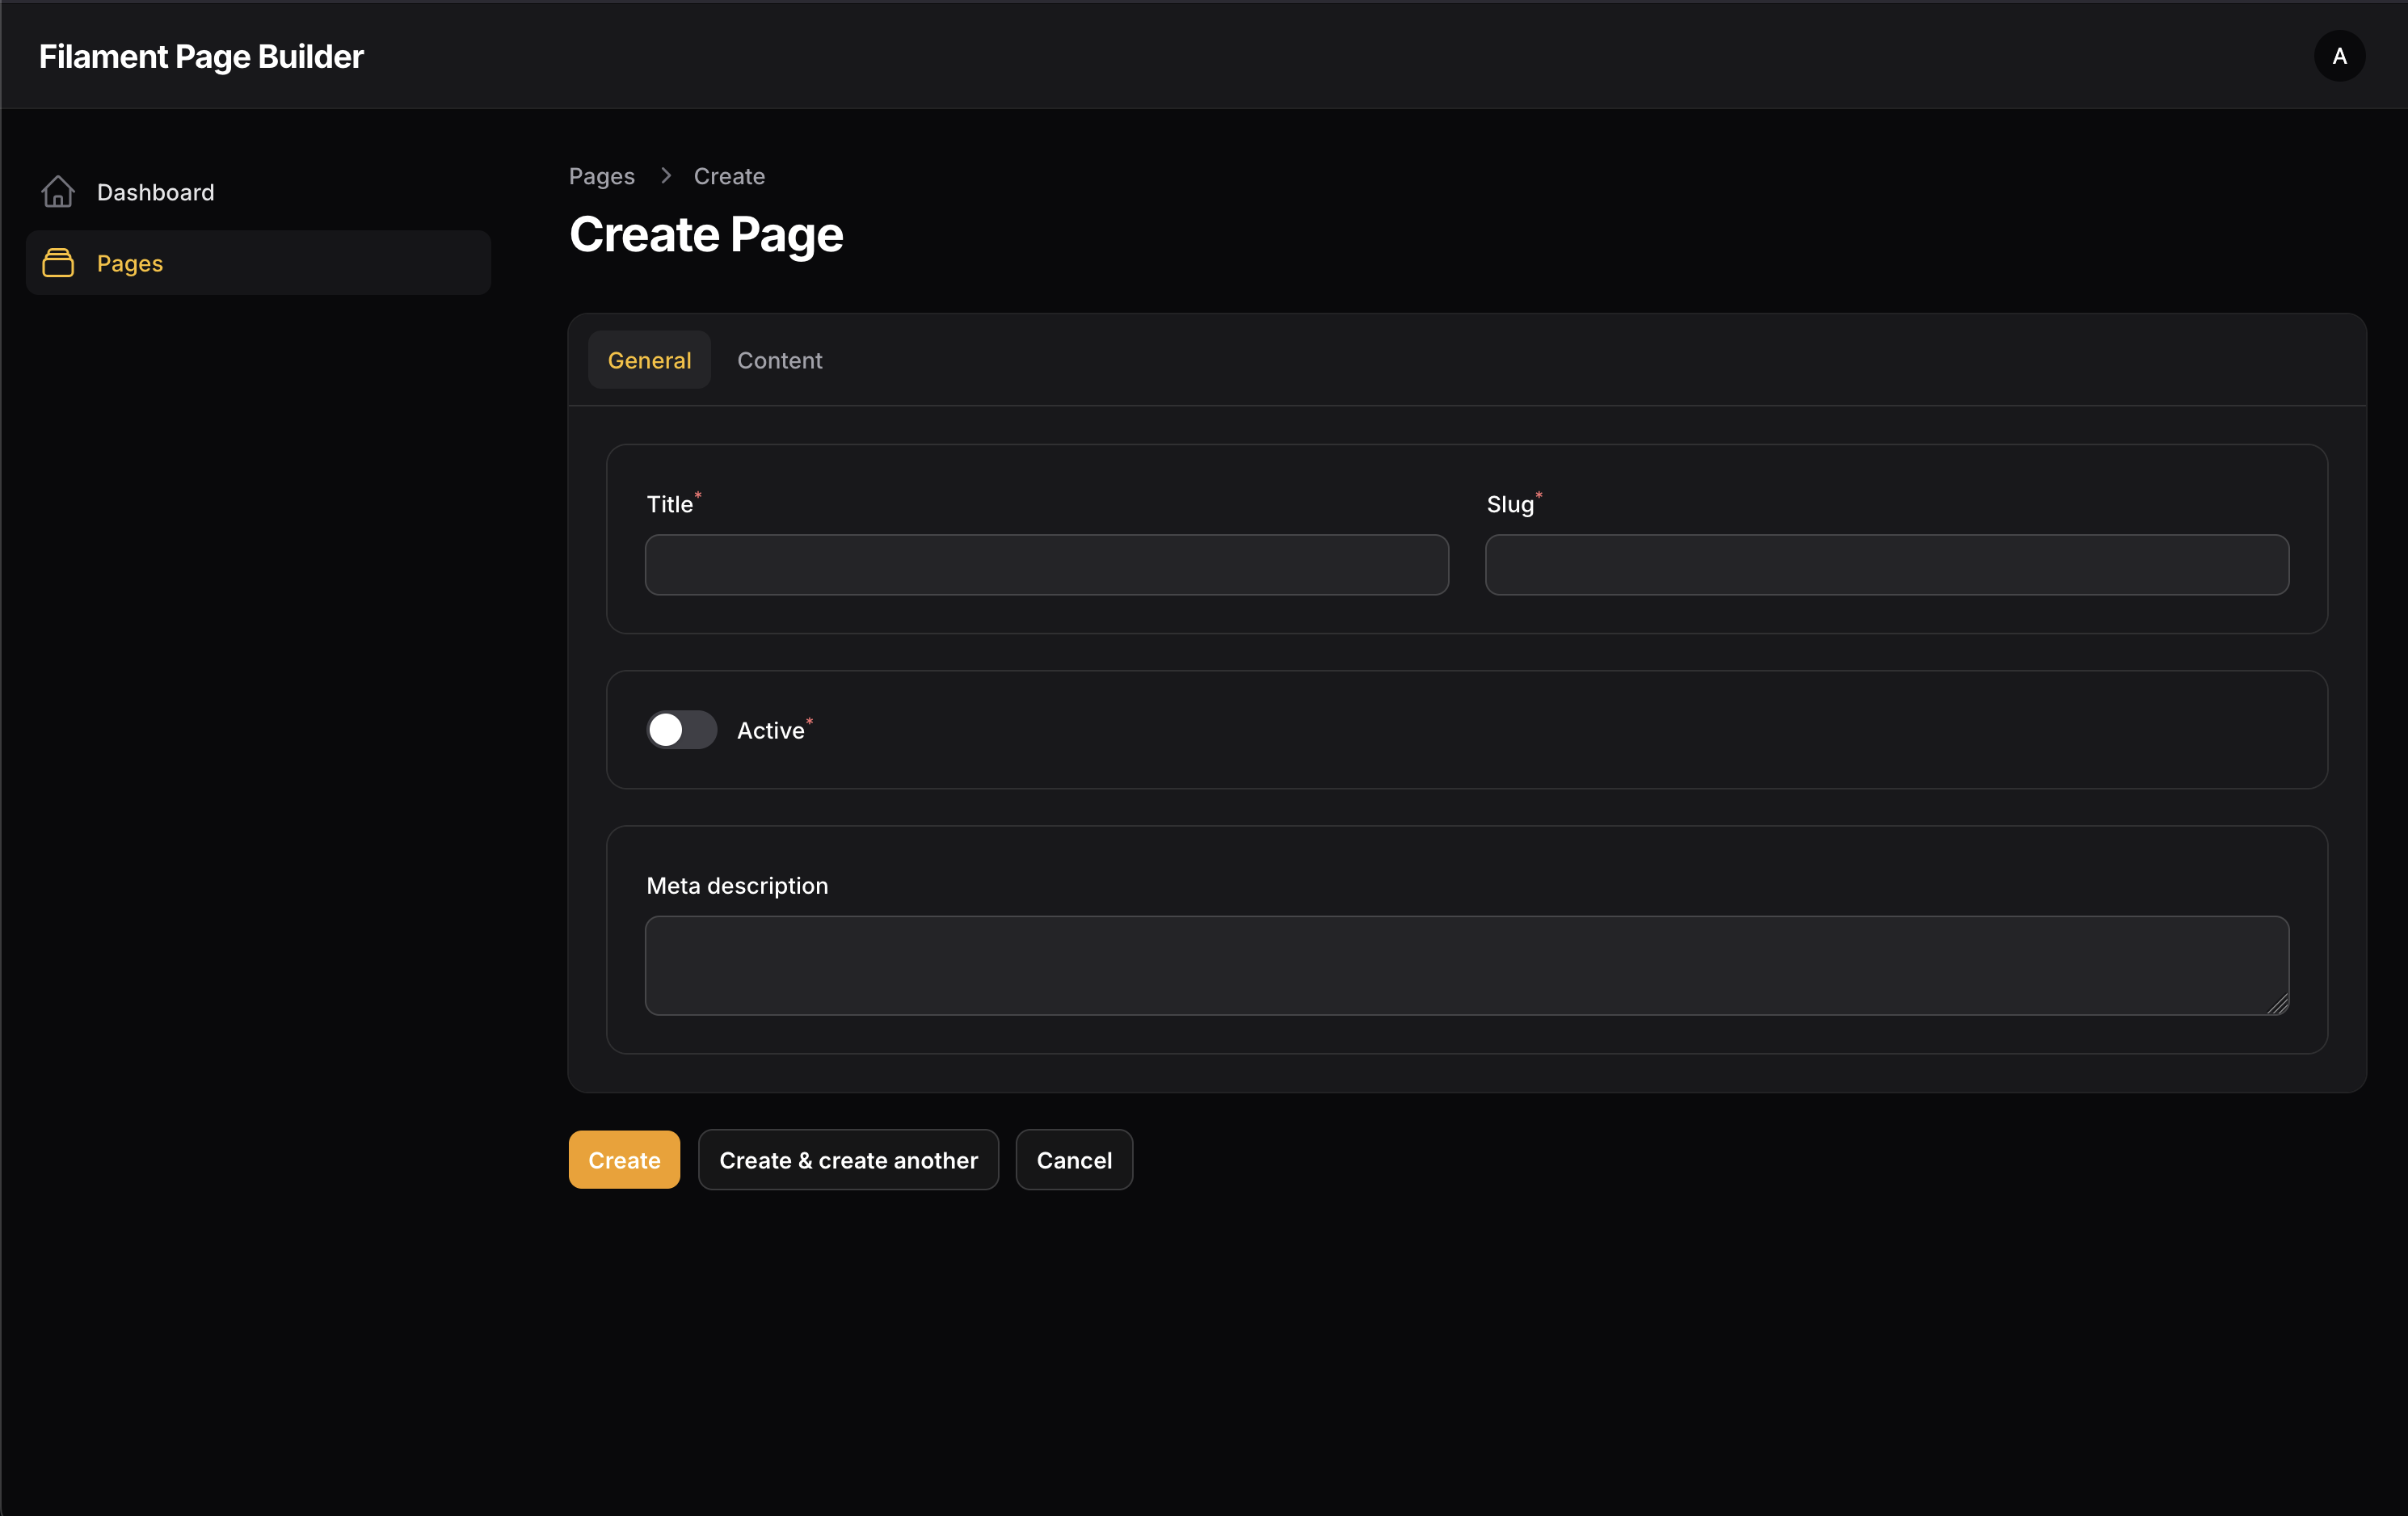 Filament Page Builder
A
Dashboard
Pages
Pages > Create
Create Page
General Content
Title* Slug*
Active*
Meta description
Create Create & create another Cancel